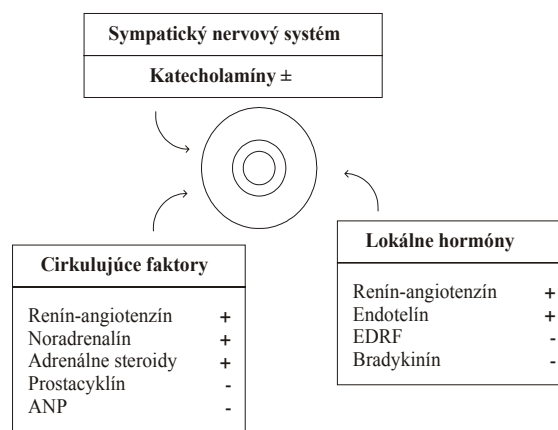 Sympatický nervový systém
Katecholamíny ±
Cirkulujúce faktory
Renín-angiotenzín +
Noradrenalín +
Adrenálne steroidy +
Prostacyklín -
ANP -
Lokálne hormóny
Renín-angiotenzín +
Endotelín +
EDRF -
Bradykinín -